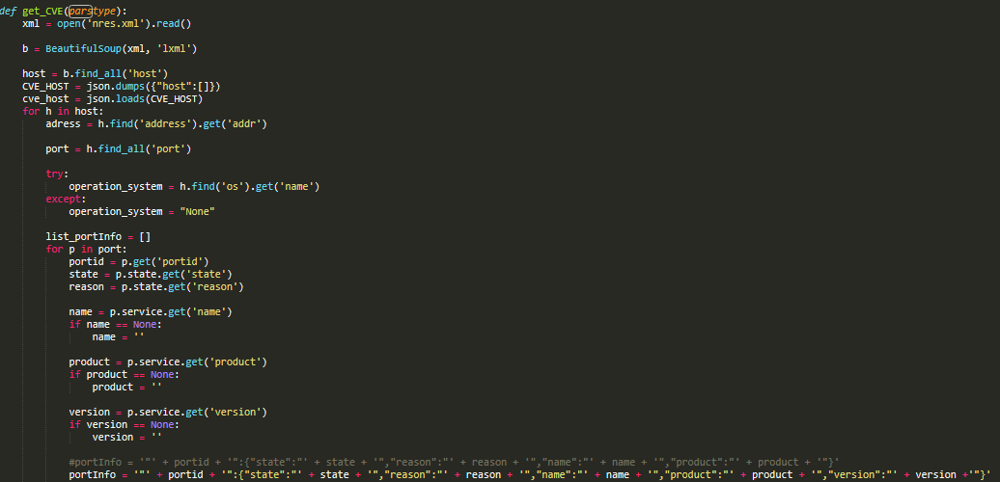 def get_CVE(parstype):
xml = open('nres.xml').read()
b = BeautifulSoup(xml, 'lxml')
host = b.find_all('host')
CVE_HOST = json.dumps({"host":[]})
cve_host = json.loads(CVE_HOST)
for h in host:
adress = h.find('address').get('addr')
port = h.find_all('port')
try:
operation_system = h.find('os').get('name')
except:
operation_system = "None"
list_portInfo = []
for p in port:
portid = p.get('portid')
state = p.state.get('state')
reason = p.state.get('reason')
name = p.service.get('name')
if name == None:
name = ''
product = p.service.get('product')
if product == None:
product = ''
version = p.service.get('version')
if version == None:
version = ''
#portInfo = '"' + portid + '":{"state":"' + state + '","reason":"' + reason + '","name":"' + name + '","product":"' + product + '"}'
portInfo = '"' + portid + '":{"state":"' + state + '","reason":"' + reason + '","name":"' + name + '","product":"' + product + '","version":"' + version +'"}'